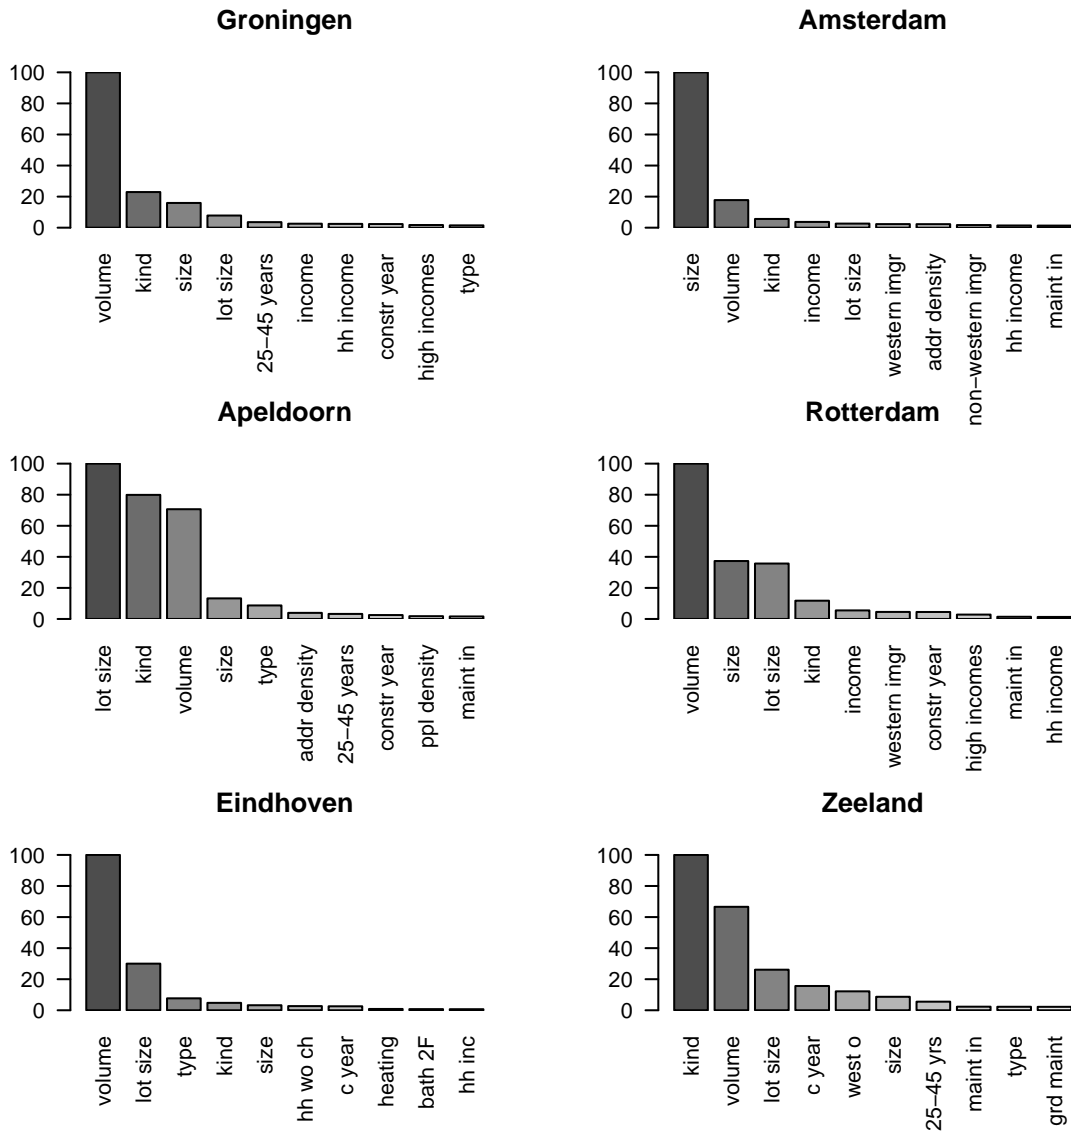 Groningen
100
80
60
40
20
0
volume
kind
size
lot size
25−45 years
income
hh income
constr year
high incomes
type
Amsterdam
100
80
60
40
20
0
size
volume
kind
income
lot size
western imgr
addr density
non−western imgr
hh income
maint in
Apeldoorn
100
80
60
40
20
0
lot size
kind
volume
size
type
addr density
25−45 years
constr year
ppl density
maint in
Rotterdam
100
80
60
40
20
0
volume
size
lot size
kind
income
western imgr
constr year
high incomes
maint in
hh income
Eindhoven
100
80
60
40
20
0
volume
lot size
type
kind
size
hh wo ch
c year
heating
bath 2F
hh inc
Zeeland
100
80
60
40
20
0
kind
volume
lot size
c year
west o
size
25−45 yrs
maint in
type
grd maint